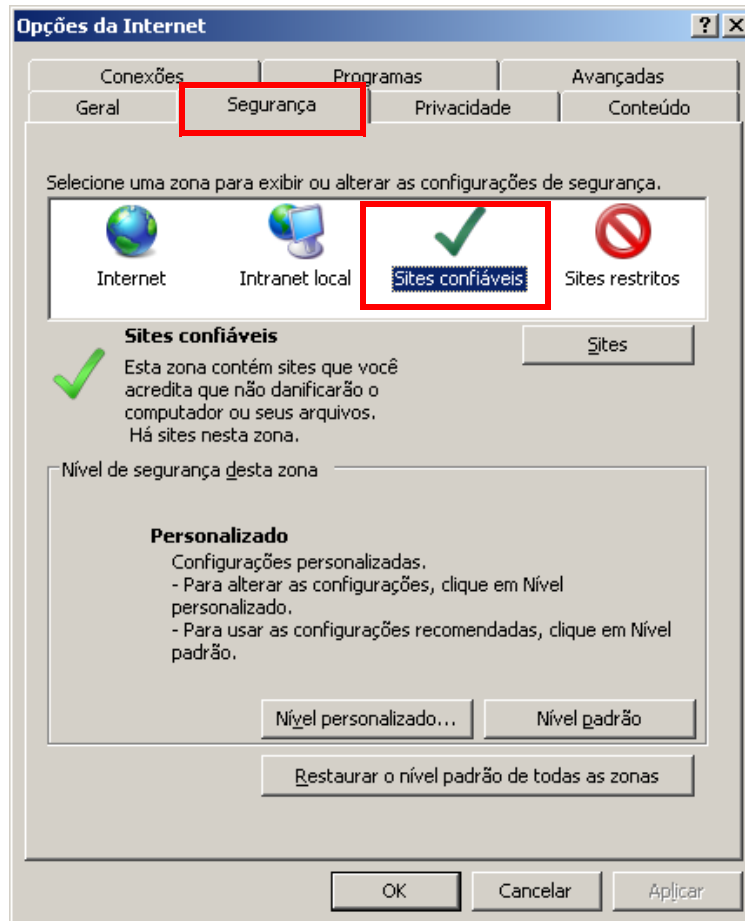 Opções da Internet
Conexões
Programas
Avançadas
Geral
Segurança
Privacidade
Conteúdo
Selecione uma zona para exibir ou alterar as configurações de segurança.
Internet
Intranet local
Sites confiáveis
Sites restritos
Sites confiáveis
Sites
Esta zona contém sites que você
acredita que não danificarão o
computador ou seus arquivos.
Há sites nesta zona.
Nível de segurança desta zona
Personalizado
Configurações personalizadas.
- Para alterar as configurações, clique em Nível
personalizado.
- Para usar as configurações recomendadas, clique em Nível
padrão.
Nível personalizado...
Nível padrão
Restaurar o nível padrão de todas as zonas
OK
Cancelar
Aplicar